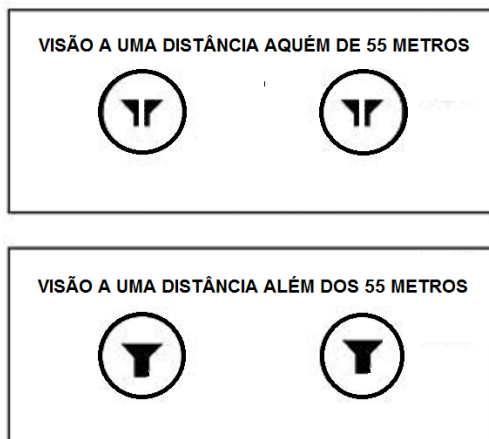 VISÃO A UMA DISTÂNCIA AQUÉM DE 55 METROS
VISÃO A UMA DISTÂNCIA ALÉM DOS 55 METROS